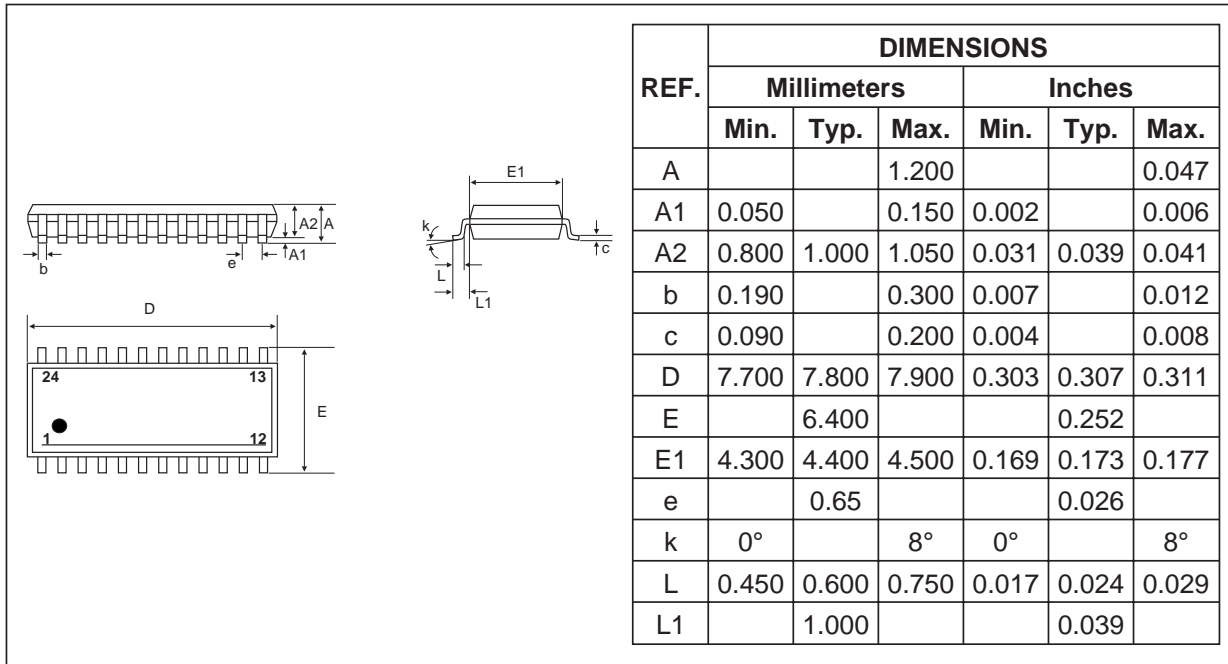 E1
k
A2 A
A1
b
e
c
L
L1
D
24 13
E
1 12
DIMENSIONS
REF. Millimeters Inches
Min. Typ. Max. Min. Typ. Max.
A 1.200 0.047
A1 0.050 0.150 0.002 0.006
A2 0.800 1.000 1.050 0.031 0.039 0.041
b 0.190 0.300 0.007 0.012
c 0.090 0.200 0.004 0.008
D 7.700 7.800 7.900 0.303 0.307 0.311
E 6.400 0.252
E1 4.300 4.400 4.500 0.169 0.173 0.177
e 0.65 0.026
k 0° 8° 0° 8°
L 0.450 0.600 0.750 0.017 0.024 0.029
L1 1.000 0.039